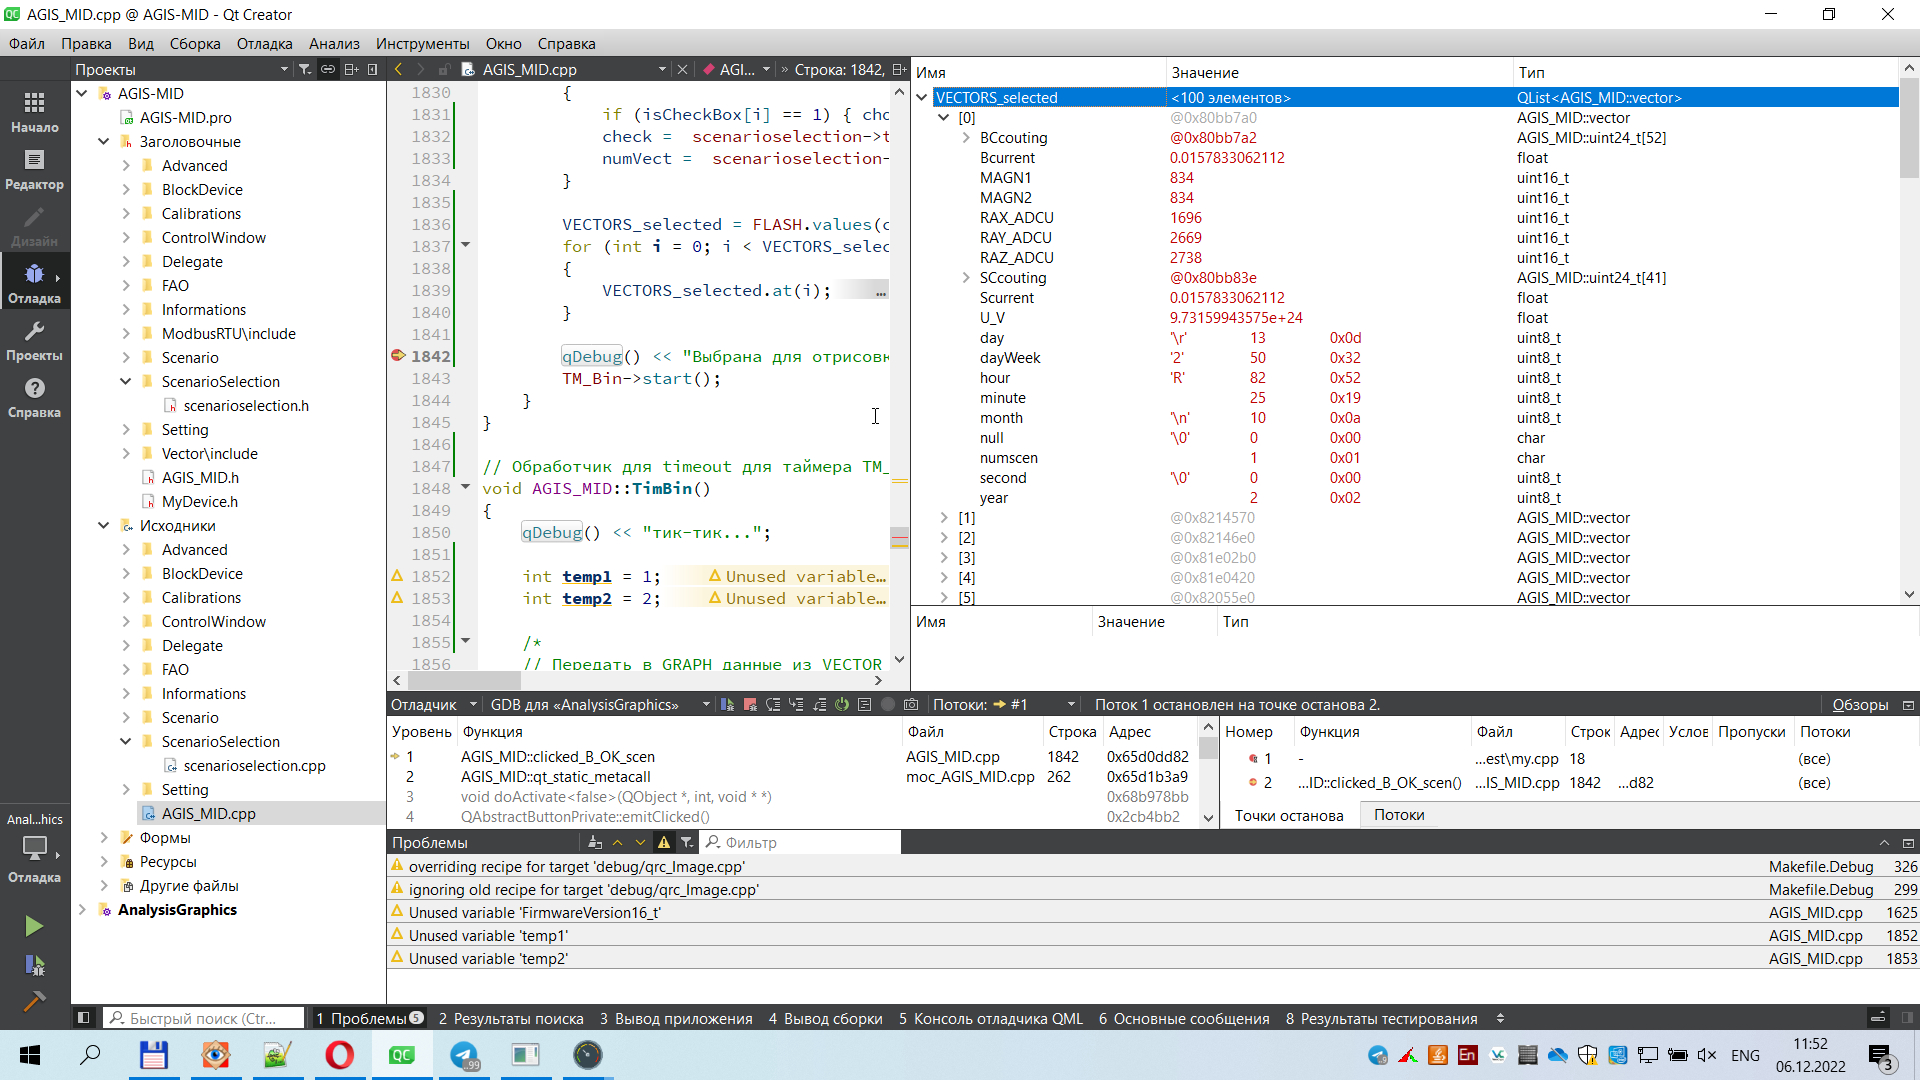 AGIS_MID.cpp @ AGIS-MID - Qt Creator
Файл Правка Вид Сборка Отладка Анализ Инструменты Окно Справка
Начало
Редактор
Дизайн
Отладка
Проекты
Справка
Anal...hics
Отладка
Проекты
AGIS-MID
AGIS-MID.pro
Заголовочные
Advanced
BlockDevice
Calibrations
ControlWindow
Delegate
FAO
Informations
ModbusRTU\include
Scenario
ScenarioSelection
scenarioselection.h
Setting
Vector\include
AGIS_MID.h
MyDevice.h
Исходники
Advanced
BlockDevice
Calibrations
ControlWindow
Delegate
FAO
Informations
Scenario
ScenarioSelection
scenarioselection.cpp
Setting
AGIS_MID.cpp
Формы
Ресурсы
Другие файлы
AnalysisGraphics
AGIS_MID.cpp AGI... » Строка: 1842,
1830 {
1831 if (isCheckBox[i] == 1) { cho
1832 check = scenarioselection->t
1833 numVect = scenarioselection-
1834 }
1835
1836 VECTORS_selected = FLASH.values(c
1837 for (int i = 0; i < VECTORS_selec
1838 {
1839 VECTORS_selected.at(i); ...
1840 }
1841
1842 qDebug() << "Выбрана для отрисовк
1843 TM_Bin->start();
1844 }
1845 }
1846
1847 // Обработчик для timeout для таймера TM_
1848 void AGIS_MID::TimBin()
1849 {
1850 qDebug() << "тик-тик...";
1851
1852 int temp1 = 1; Unused variable…
1853 int temp2 = 2; Unused variable…
1854
1855 /*
1856 // Передать в GRAPH данные из VECTOR
Имя Значение Тип
VECTORS_selected <100 элементов> QList<AGIS_MID::vector>
[0] @0x80bb7a0 AGIS_MID::vector
BCcouting @0x80bb7a2 AGIS_MID::uint24_t[52]
Bcurrent 0.0157833062112 float
MAGN1 834 uint16_t
MAGN2 834 uint16_t
RAX_ADCU 1696 uint16_t
RAY_ADCU 2669 uint16_t
RAZ_ADCU 2738 uint16_t
SCcouting @0x80bb83e AGIS_MID::uint24_t[41]
Scurrent 0.0157833062112 float
U_V 9.73159943575e+24 float
day '\r' 13 0x0d uint8_t
dayWeek '2' 50 0x32 uint8_t
hour 'R' 82 0x52 uint8_t
minute 25 0x19 uint8_t
month '\n' 10 0x0a uint8_t
null '\0' 0 0x00 char
numscen 1 0x01 char
second '\0' 0 0x00 uint8_t
year 2 0x02 uint8_t
[1] @0x8214570 AGIS_MID::vector
[2] @0x82146e0 AGIS_MID::vector
[3] @0x81e02b0 AGIS_MID::vector
[4] @0x81e0420 AGIS_MID::vector
[5] @0x82055e0 AGIS_MID::vector
Имя Значение Тип
Отладчик GDB для «AnalysisGraphics» Потоки: #1 Поток 1 остановлен на точке останова 2. Обзоры
Уровень Функция Файл Строка Адрес
1 AGIS_MID::clicked_B_OK_scen AGIS_MID.cpp 1842 0x65d0dd82
2 AGIS_MID::qt_static_metacall moc_AGIS_MID.cpp 262 0x65d1b3a9
3 void doActivate<false>(QObject *, int, void * *) 0x68b978bb
4 QAbstractButtonPrivate::emitClicked() 0x2cb4bb2
Номер Функция Файл Строк Адрес Услов Пропуски Потоки
1 - ...est\my.cpp 18 (все)
2 ...ID::clicked_B_OK_scen() ...IS_MID.cpp 1842 ...d82 (все)
Точки останова Потоки
Проблемы Фильтр
overriding recipe for target 'debug/qrc_Image.cpp' Makefile.Debug 326
ignoring old recipe for target 'debug/qrc_Image.cpp' Makefile.Debug 299
Unused variable 'FirmwareVersion16_t' AGIS_MID.cpp 1625
Unused variable 'temp1' AGIS_MID.cpp 1852
Unused variable 'temp2' AGIS_MID.cpp 1853
Быстрый поиск (Ctr... 1 Проблемы 5 2 Результаты поиска 3 Вывод приложения 4 Вывод сборки 5 Консоль отладчика QML 6 Основные сообщения 8 Результаты тестирования
QC .99 En ENG 11:52
06.12.2022 3